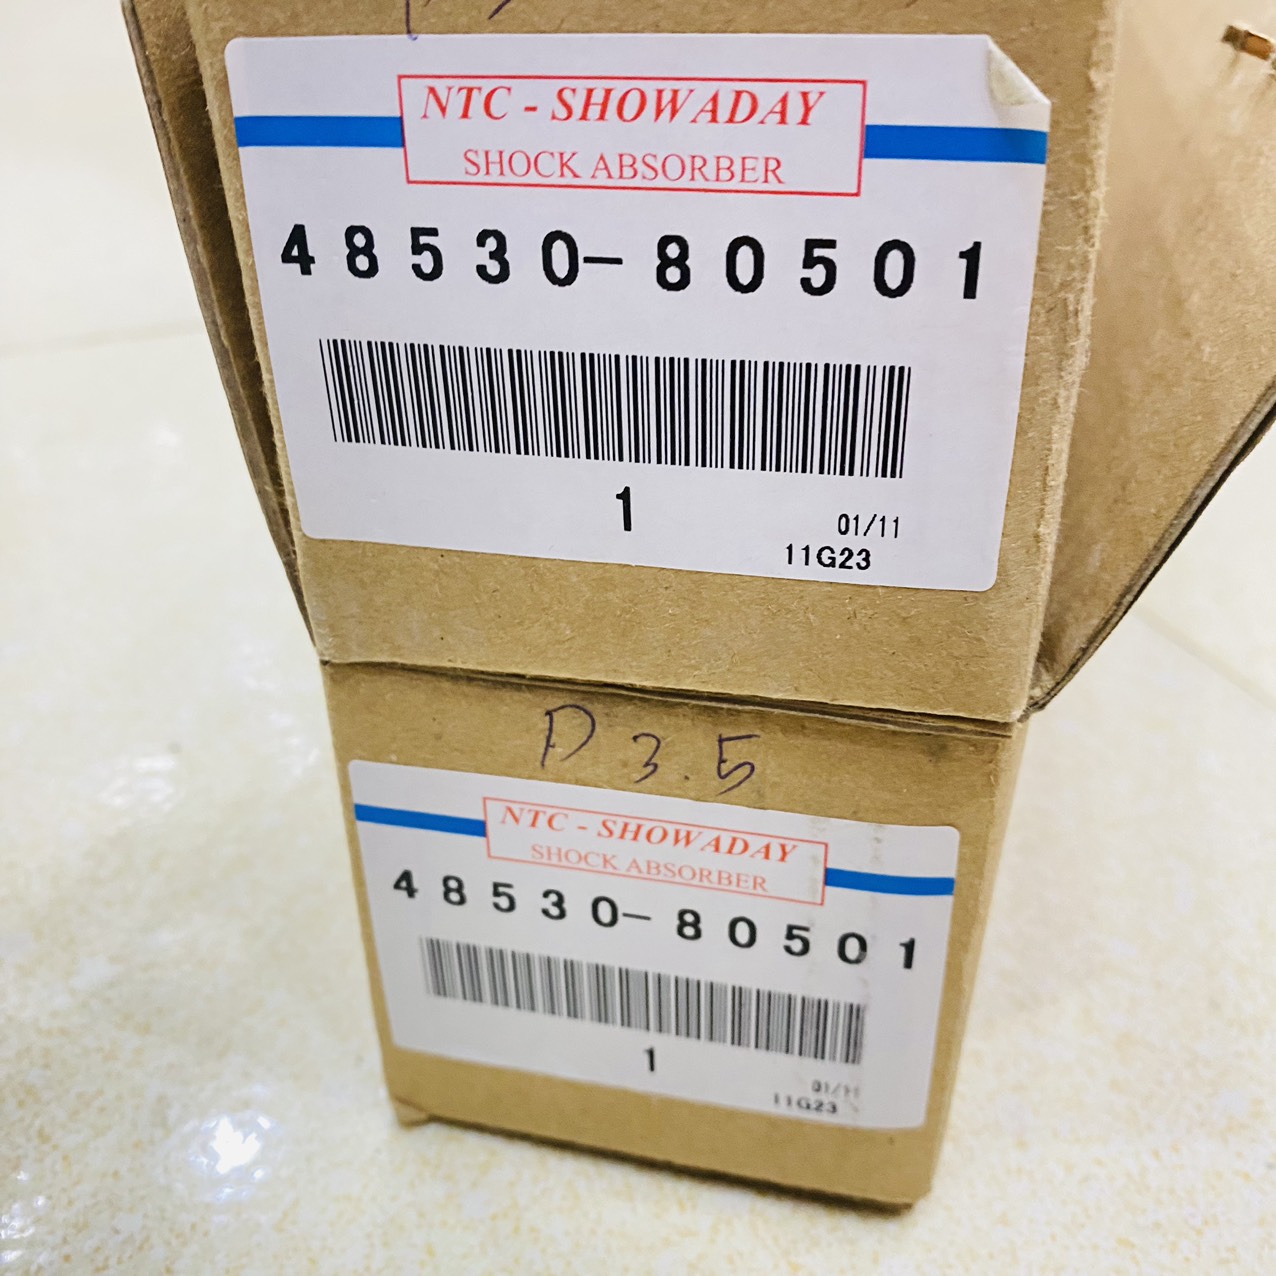 NTC - SHOWADAY
SHOCK ABSORBER
48530-80501
1
01/11
11G23
D 3.5
NTC - SHOWADAY
SHOCK ABSORBER
48530-80501
1
01/11
11G23